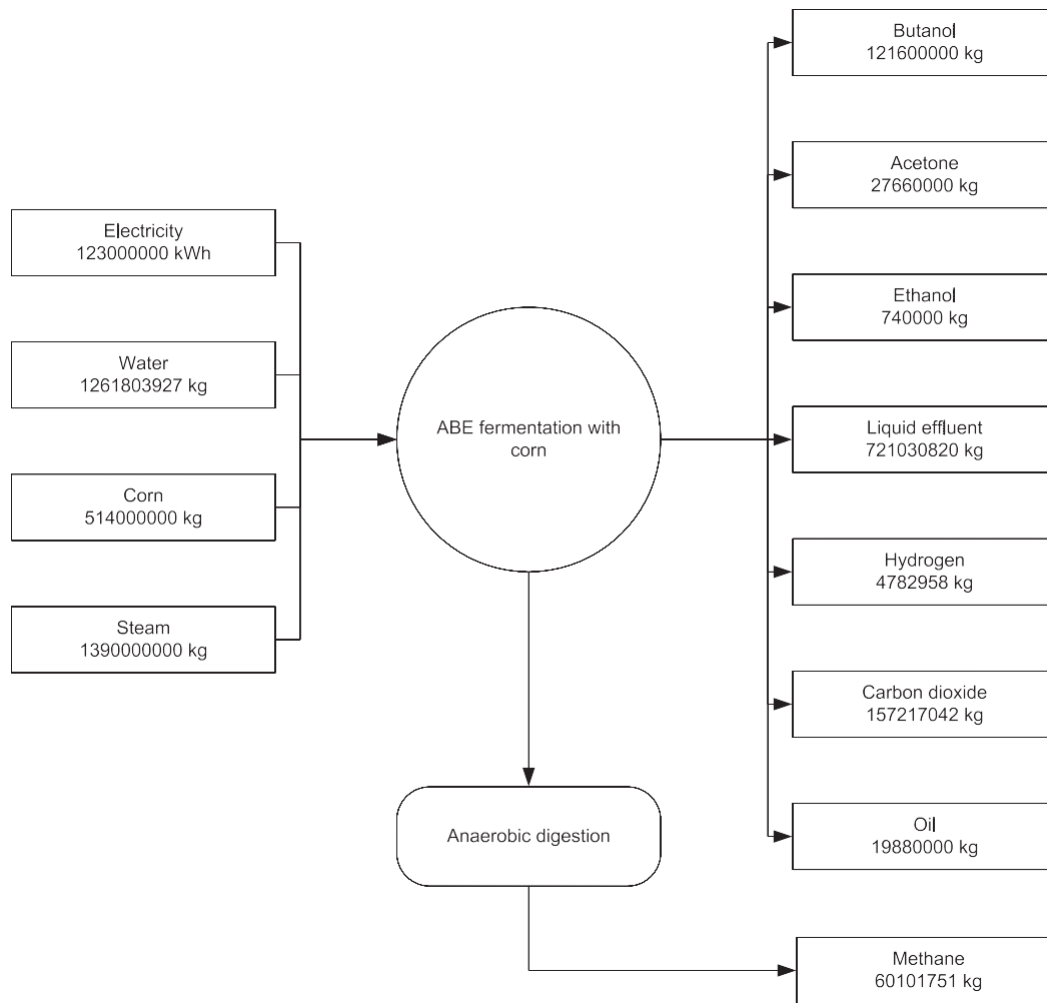 Electricity
123000000 kWh
Water
1261803927 kg
Corn
514000000 kg
Steam
1390000000 kg
ABE fermentation with
corn
Anaerobic digestion
Butanol
121600000 kg
Acetone
27660000 kg
Ethanol
740000 kg
Liquid effluent
721030820 kg
Hydrogen
4782958 kg
Carbon dioxide
157217042 kg
Oil
19880000 kg
Methane
60101751 kg